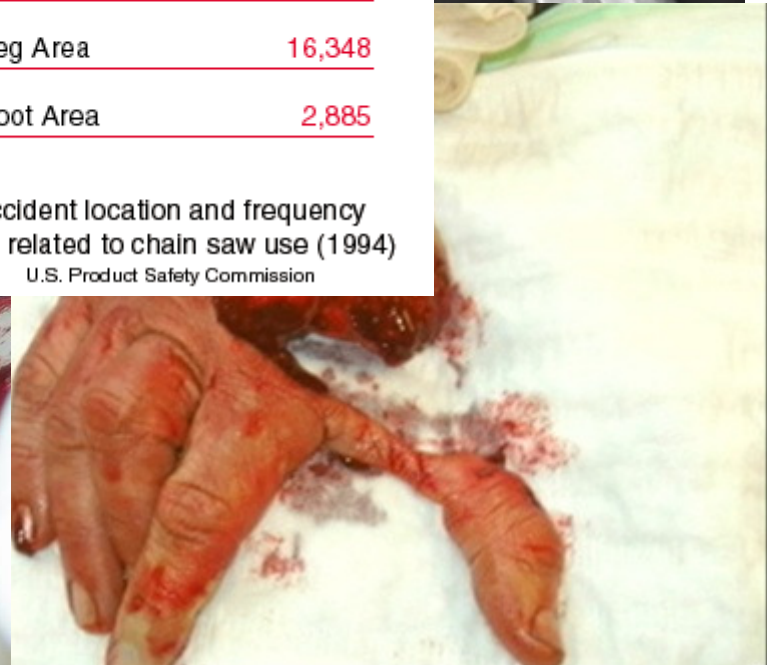 eg Area 16,348
oot Area 2,885
ccident location and frequency
related to chain saw use (1994)
U.S. Product Safety Commission